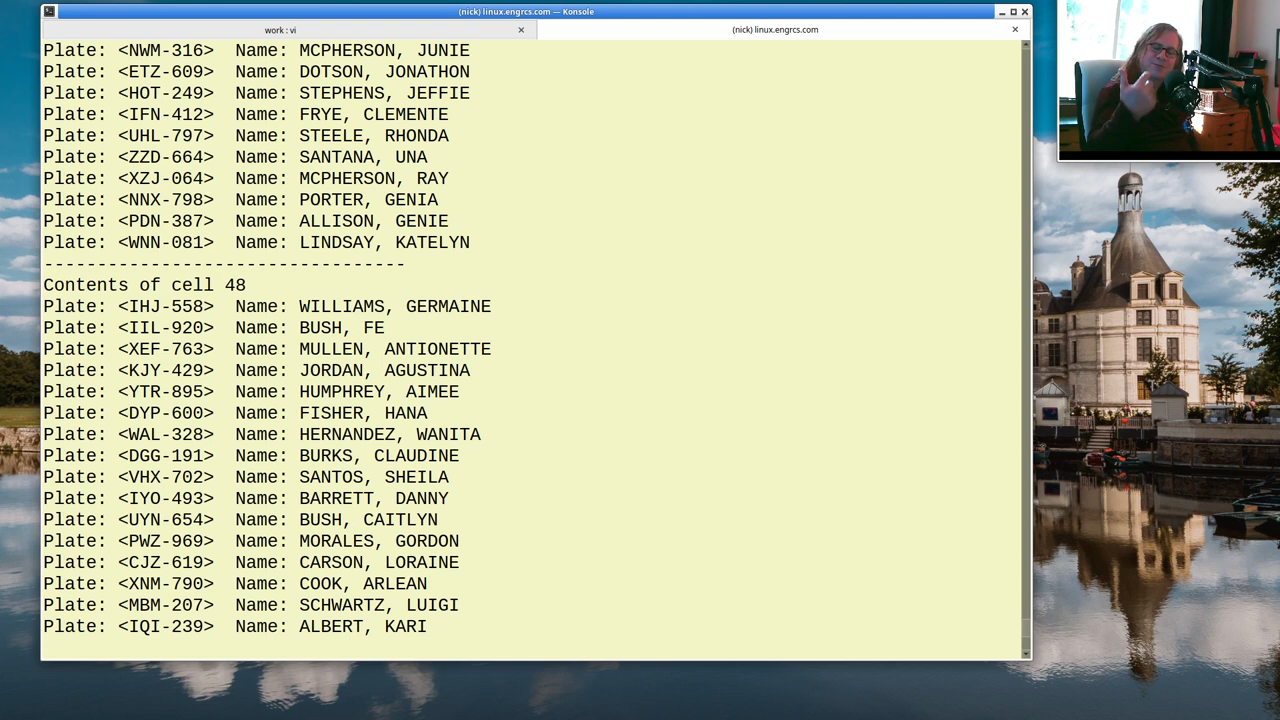 (nick) linux.engrcs.com — Konsole
work : vi
(nick) linux.engrcs.com
Plate: <NWM-316>  Name: MCPHERSON, JUNIE
Plate: <ETZ-609>  Name: DOTSON, JONATHON
Plate: <HOT-249>  Name: STEPHENS, JEFFIE
Plate: <IFN-412>  Name: FRYE, CLEMENTE
Plate: <UHL-797>  Name: STEELE, RHONDA
Plate: <ZZD-664>  Name: SANTANA, UNA
Plate: <XZJ-064>  Name: MCPHERSON, RAY
Plate: <NNX-798>  Name: PORTER, GENIA
Plate: <PDN-387>  Name: ALLISON, GENIE
Plate: <WNN-081>  Name: LINDSAY, KATELYN
----------------------------------
Contents of cell 48
Plate: <IHJ-558>  Name: WILLIAMS, GERMAINE
Plate: <IIL-920>  Name: BUSH, FE
Plate: <XEF-763>  Name: MULLEN, ANTIONETTE
Plate: <KJY-429>  Name: JORDAN, AGUSTINA
Plate: <YTR-895>  Name: HUMPHREY, AIMEE
Plate: <DYP-600>  Name: FISHER, HANA
Plate: <WAL-328>  Name: HERNANDEZ, WANITA
Plate: <DGG-191>  Name: BURKS, CLAUDINE
Plate: <VHX-702>  Name: SANTOS, SHEILA
Plate: <IYO-493>  Name: BARRETT, DANNY
Plate: <UYN-654>  Name: BUSH, CAITLYN
Plate: <PWZ-969>  Name: MORALES, GORDON
Plate: <CJZ-619>  Name: CARSON, LORAINE
Plate: <XNM-790>  Name: COOK, ARLEAN
Plate: <MBM-207>  Name: SCHWARTZ, LUIGI
Plate: <IQI-239>  Name: ALBERT, KARI